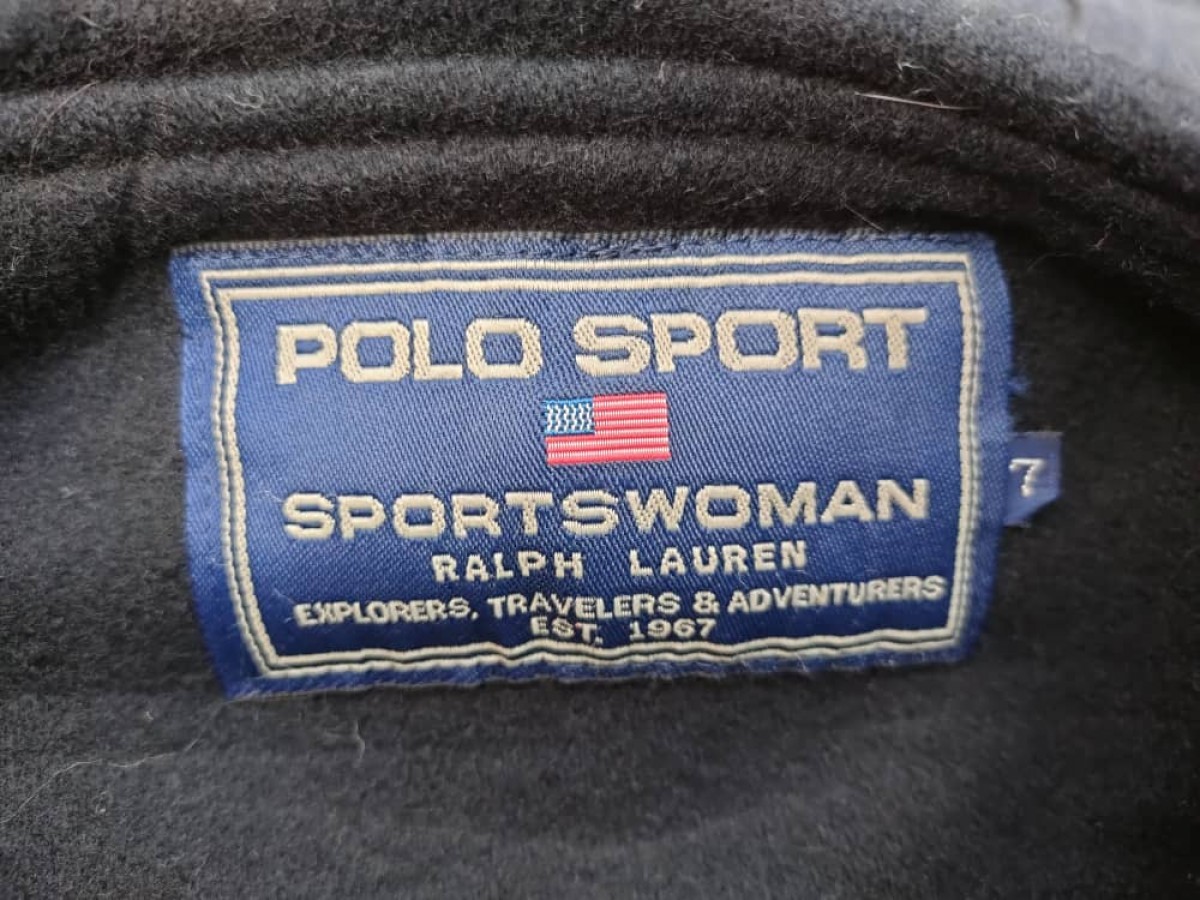 POLO SPORT
SPORTSWOMAN
RALPH LAUREN
EXPLORERS, TRAVELERS & ADVENTURERS
EST. 1967
7